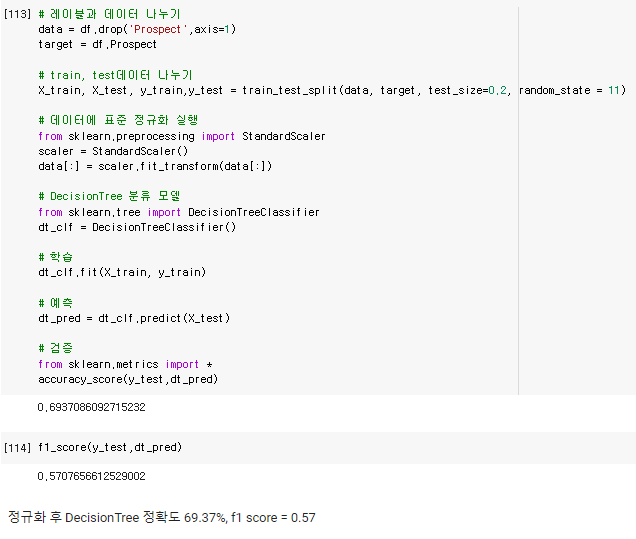 [113] # 레이블과 데이터 나누기
data = df.drop('Prospect',axis=1)
target = df.Prospect
# train, test데이터 나누기
X_train, X_test, y_train,y_test = train_test_split(data, target, test_size=0.2, random_state = 11)
# 데이터에 표준 정규화 실행
from sklearn.preprocessing import StandardScaler
scaler = StandardScaler()
data[:] = scaler.fit_transform(data[:])
# DecisionTree 분류 모델
from sklearn.tree import DecisionTreeClassifier
dt_clf = DecisionTreeClassifier()
# 학습
dt_clf.fit(X_train, y_train)
# 예측
dt_pred = dt_clf.predict(X_test)
# 검증
from sklearn.metrics import *
accuracy_score(y_test,dt_pred)
0.6937086092715232
[114] f1_score(y_test,dt_pred)
0.5707656612529002
정규화 후 DecisionTree 정확도 69.37%, f1 score = 0.57